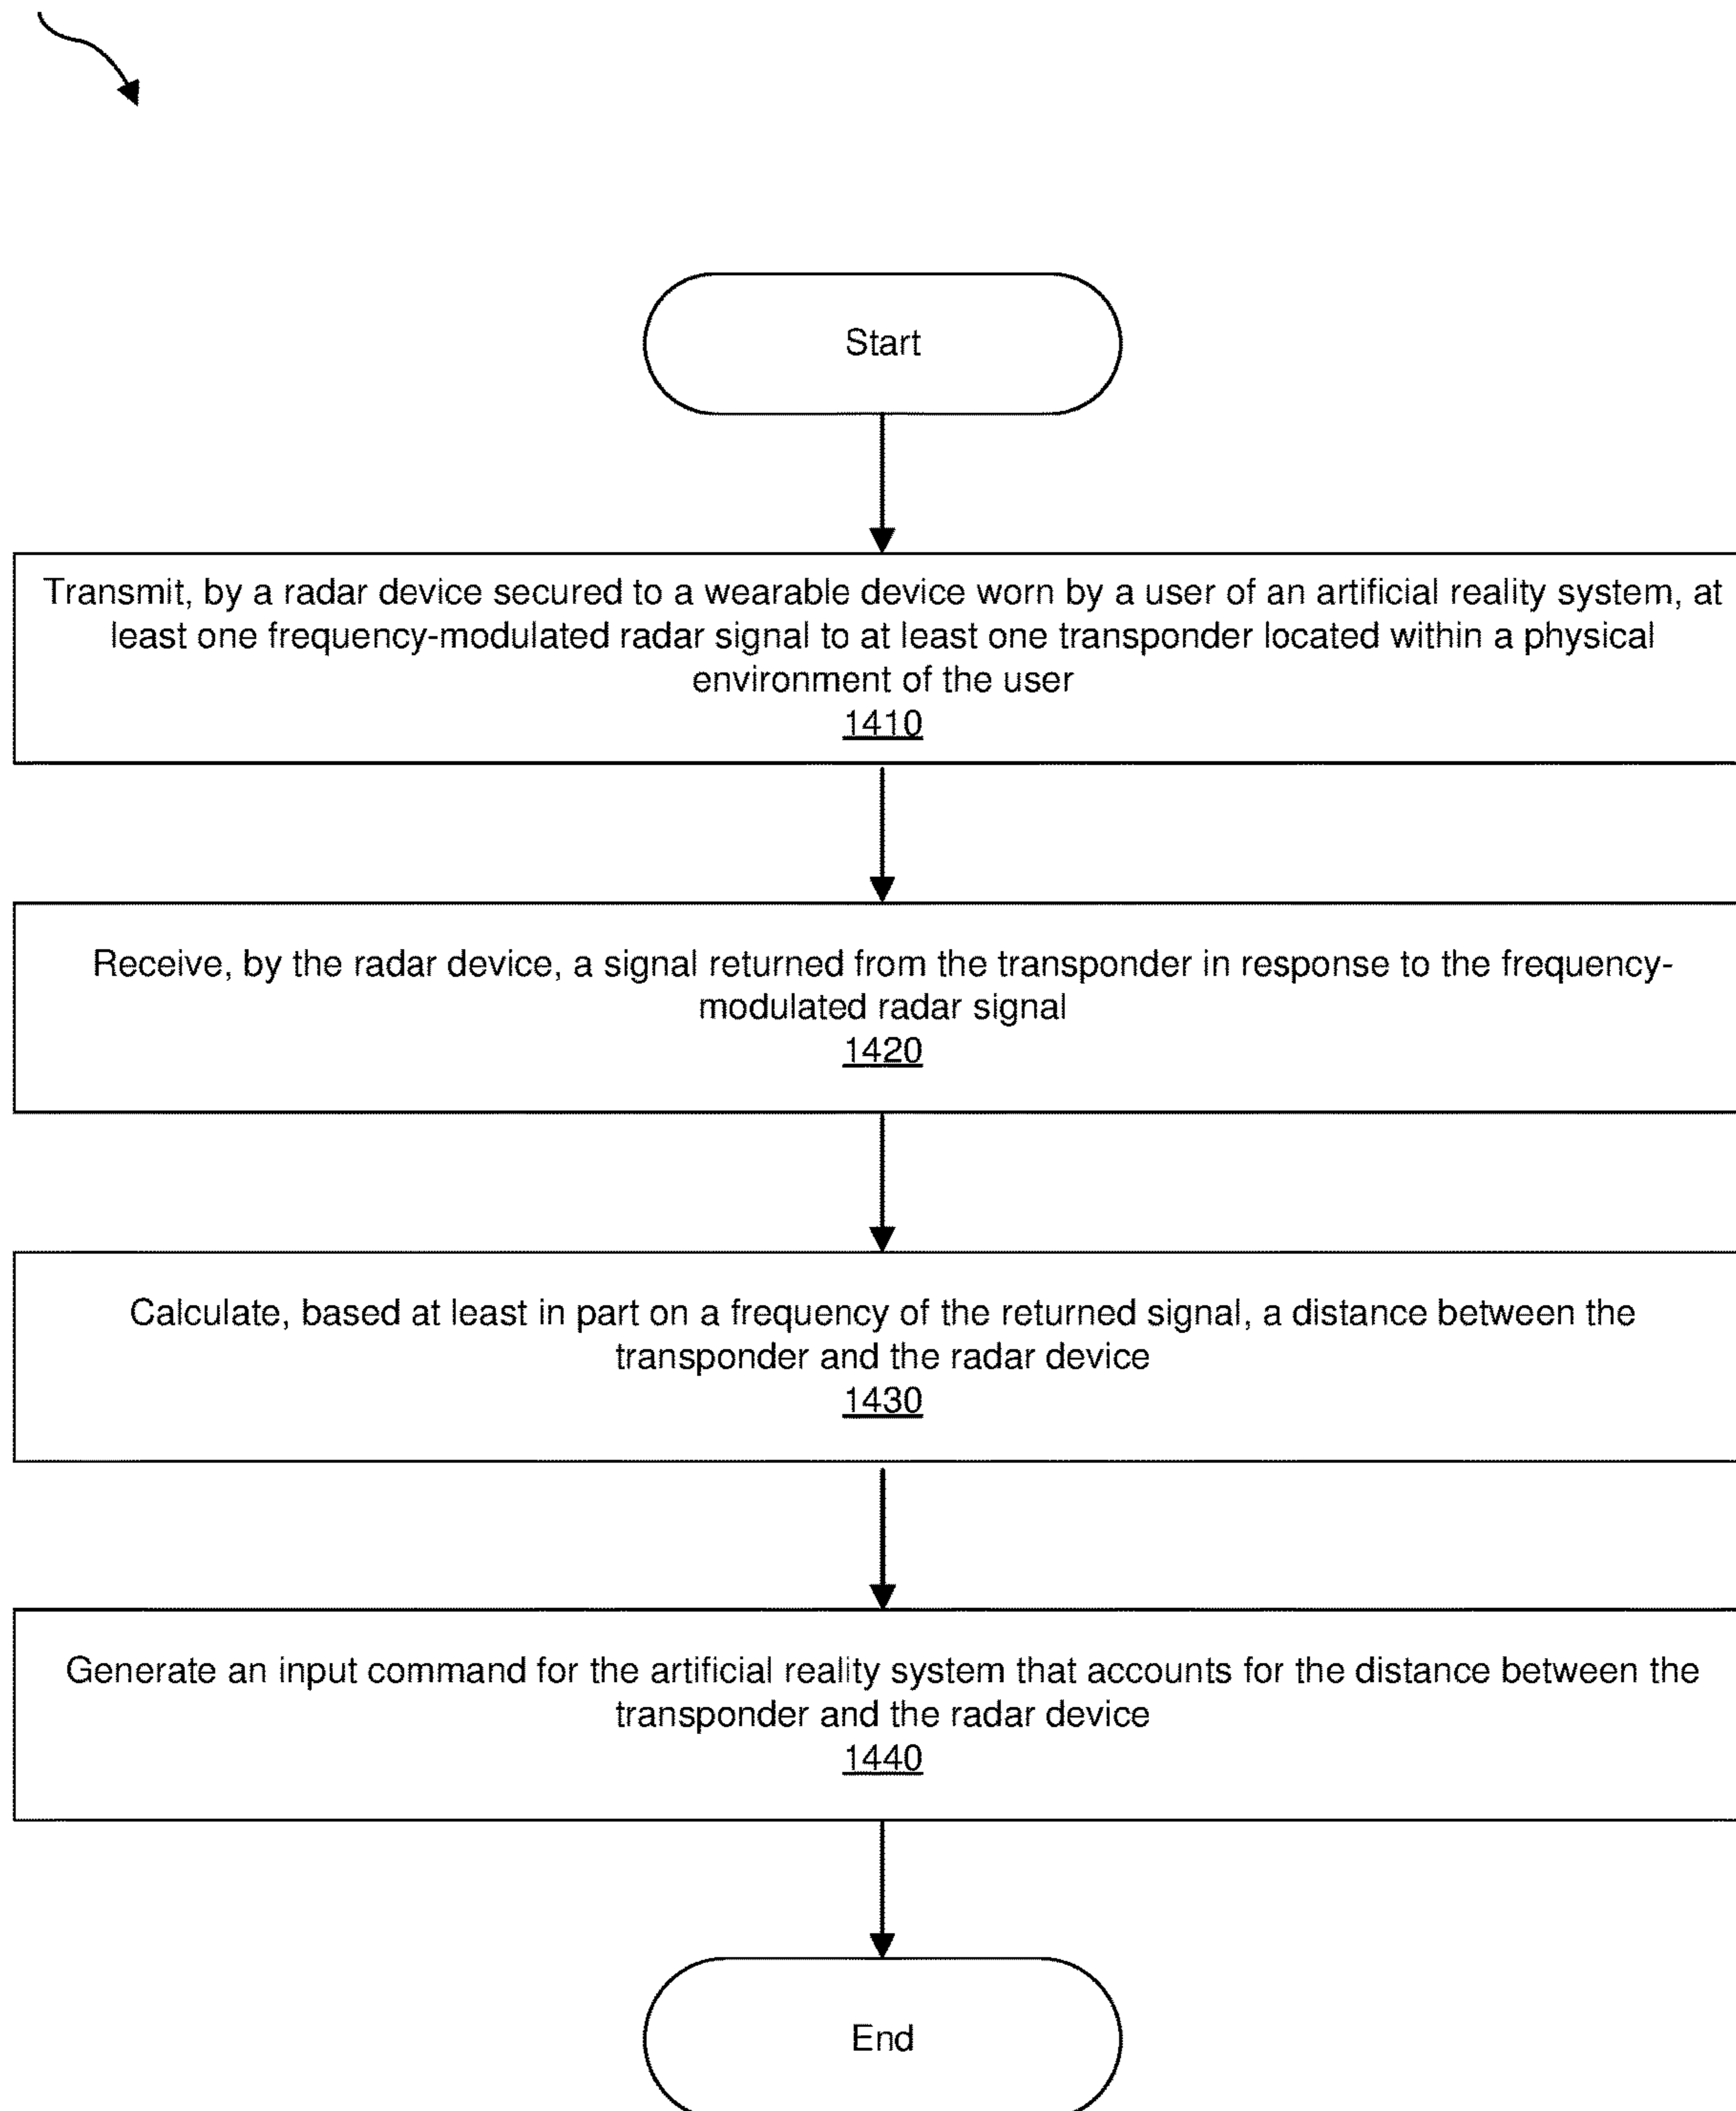 Start
Transmit, by a radar device secured to a wearable device worn by a user of an artificial reality system, at
least one frequency-modulated radar signal to at least one transponder located within a physical
environment of the user
1410
Receive, by the radar device, a signal returned from the transponder in response to the frequency-
modulated radar signal
1420
Calculate, based at least in part on a frequency of the returned signal, a distance between the
transponder and the radar device
1430
Generate an input command for the artificial reality system that accounts for the distance between the
transponder and the radar device
1440
End